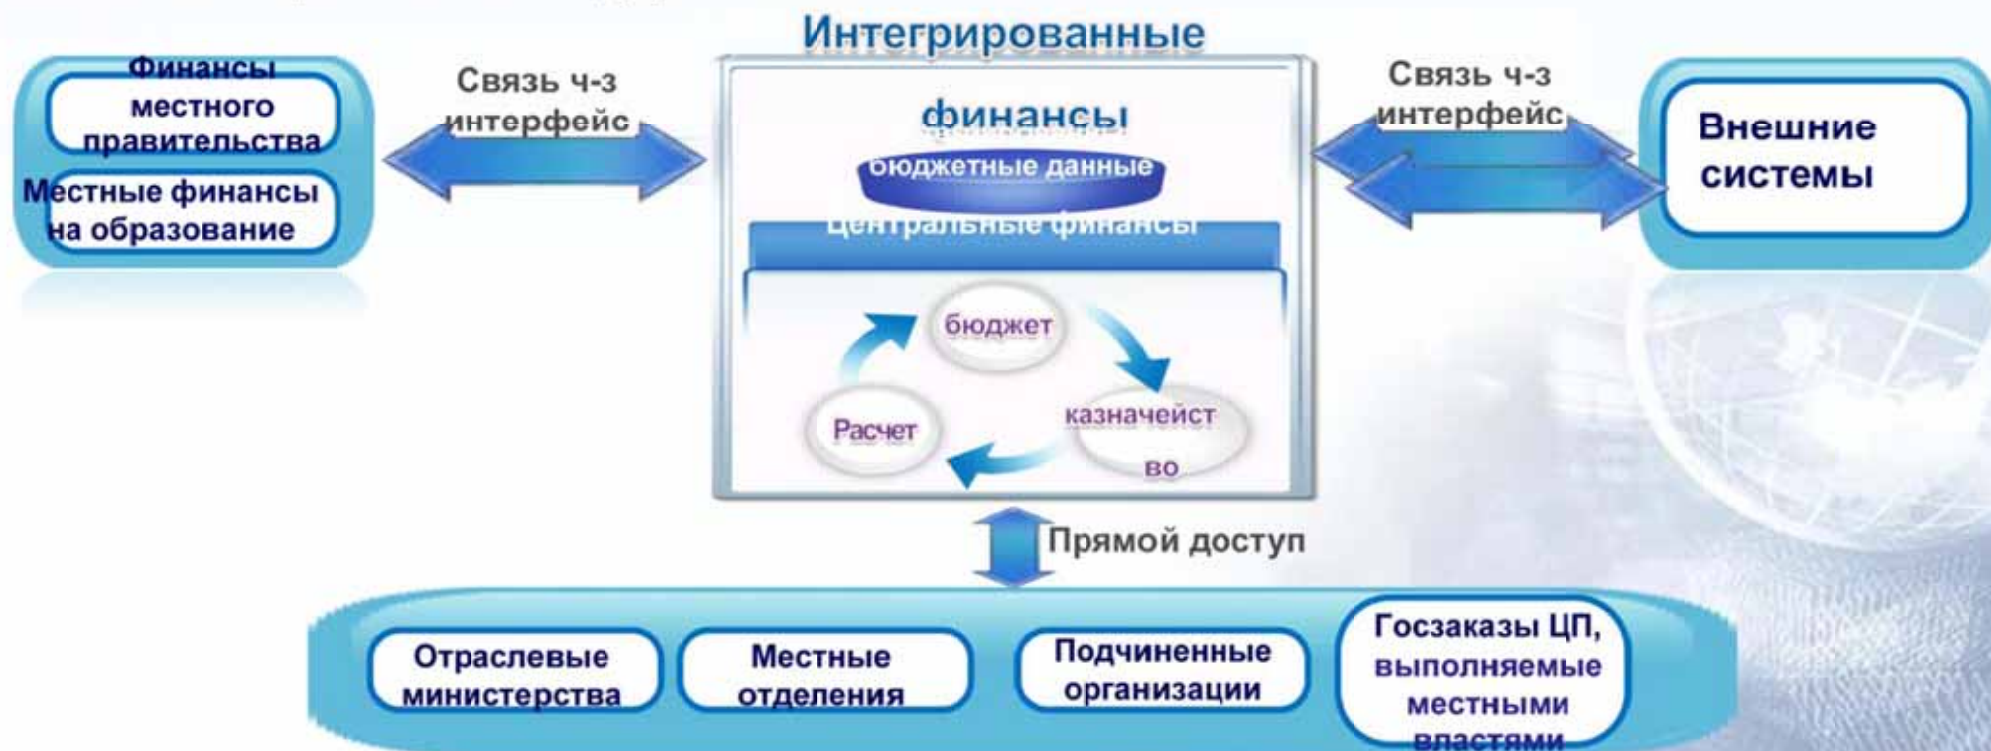 Интегрированные
финансы
Финансы
местного
правительства
Местные финансы
на образование
Связь ч-з
интерфейс
бюджетные данные
Центральные финансы
бюджет
казначейст
во
Расчет
Связь ч-з
интерфейс
Внешние
системы
Прямой доступ
Отраслевые
министерства
Местные
отделения
Подчиненные
организации
Госзаказы ЦП,
выполняемые
местными
властями